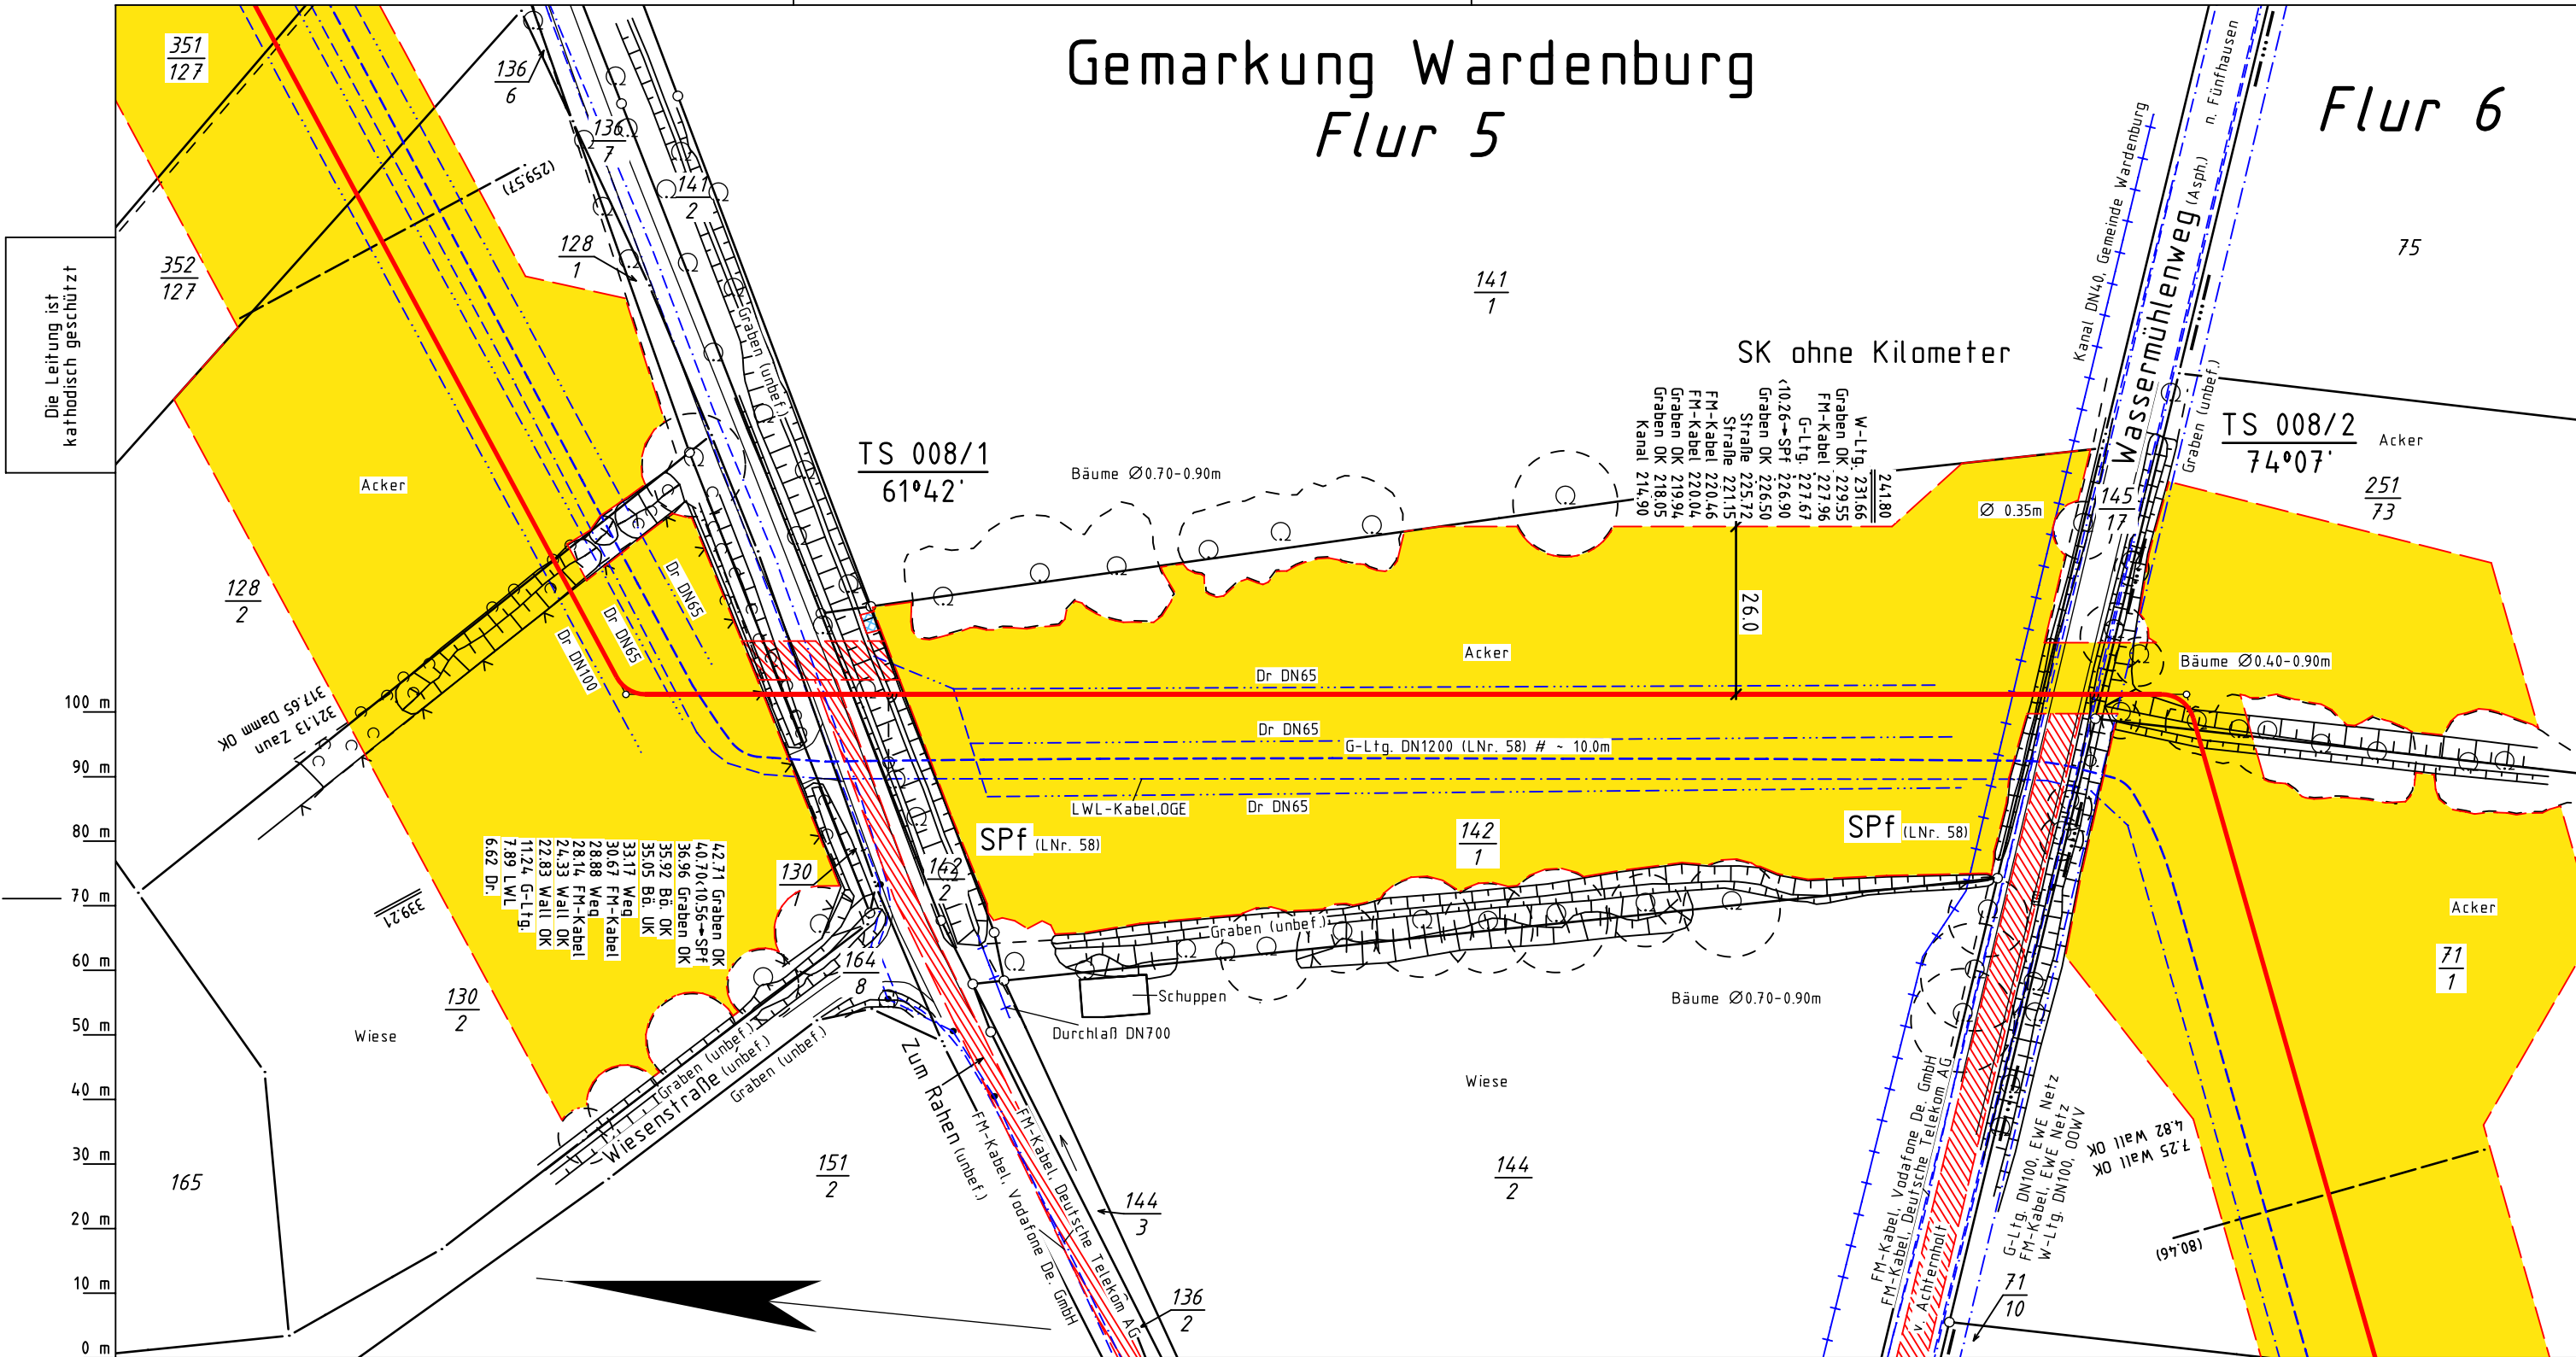 Gemarkung Wardenburg
Flur 5
Flur 6
351
127
136
6
136
7
141
2
(259.57)
128
1
352
127
Die Leitung ist
kathodisch geschützt
Graben (unbef.)
141
1
75
Kanal DN40, Gemeinde Wardenburg
Wassermühlenweg (Asph.) n. Fünfhausen
Graben (unbef.)
SK ohne Kilometer
241.80
W-Ltg. 231.66
Graben OK 229.55
FM-Kabel 227.96
G-Ltg. 227.67
<10.26→SPf 226.90
Graben OK 226.50
Straße 225.72
Straße 221.15
FM-Kabel 220.46
FM-Kabel 220.04
Graben OK 219.94
Graben OK 218.05
Kanal 214.90
TS 008/1
61°42'
TS 008/2
74°07'
Bäume Ø0.70-0.90m
Acker
Acker
251
73
145
17
Ø 0.35m
128
2
Dr DN65
Dr DN65
Dr DN100
26.0
Acker
Bäume Ø0.40-0.90m
Dr DN65
Dr DN65
G-Ltg. DN1200 (LNr. 58) # ~ 10.0m
LWL-Kabel,OGE
Dr DN65
317.65 Damm OK
321.13 Zaun
339.21
SPf (LNr. 58)
SPf (LNr. 58)
142
1
142
2
130
1
42.71 Graben OK
40.70<10.56→SPf
36.96 Graben OK
35.92 Bö. OK
35.05 Bö. UK
33.17 Weg
30.67 FM-Kabel
28.88 Weg
28.14 FM-Kabel
24.33 Wall OK
22.83 Wall OK
11.24 G-Ltg.
7.89 LWL
6.62 Dr.
100 m
90 m
80 m
70 m
60 m
50 m
40 m
30 m
20 m
10 m
0 m
Acker
71
1
Graben (unbef.)
164
8
130
2
Wiese
Schuppen
Durchlaß DN700
Bäume Ø0.70-0.90m
Graben (unbef.)
Wiesenstraße (unbef.)
Graben (unbef.)
Zum Rahen (unbef.)
FM-Kabel, Vodafone De. GmbH
FM-Kabel, Deutsche Telekom AG
Wiese
165
151
2
144
3
144
2
136
2
FM-Kabel, Vodafone De. GmbH
FM-Kabel, Deutsche Telekom AG
v. Achternholt
G-Ltg. DN100, EWE Netz
FM-Kabel, EWE Netz
W-Ltg. DN100, OOWV
4.82 Wall OK
7.25 Wall OK
(80.46)
71
10